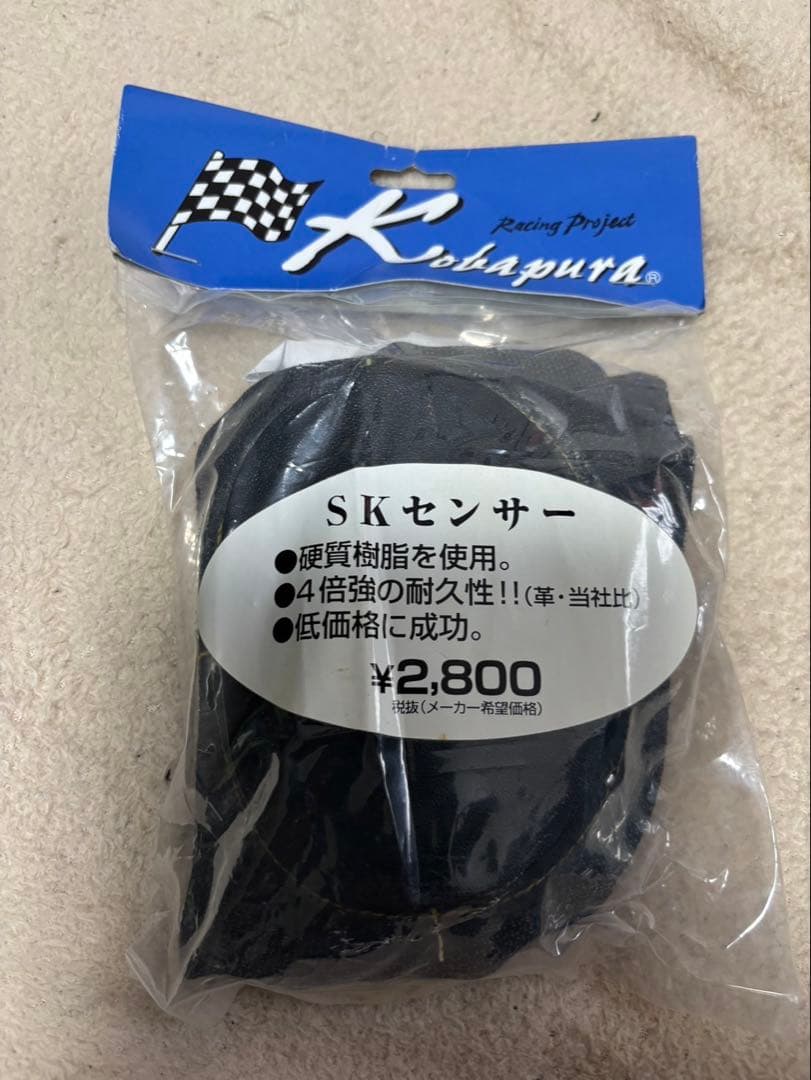 Racing Project
Kobapura®
SKセンサー
●硬質樹脂を使用。
●4倍強の耐久性!!(革・当社比)
●低価格に成功。
¥2,800
税抜(メーカー希望価格)